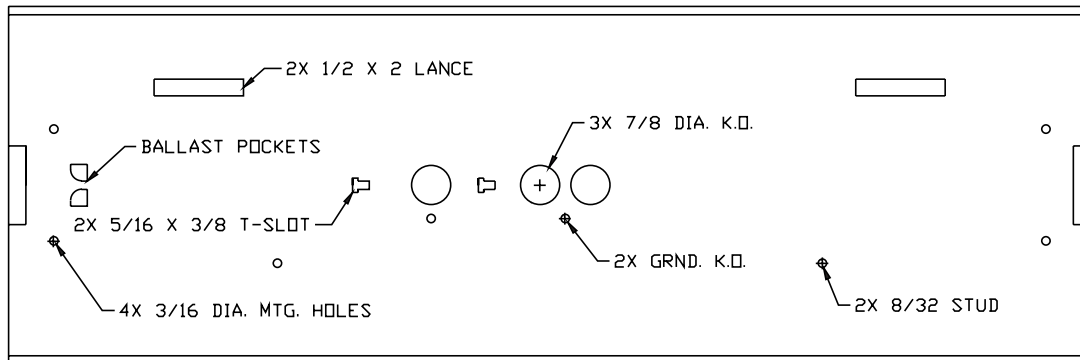 2X 1/2 X 2 LANCE
3X 7/8 DIA. K.O.
BALLAST POCKETS
2X 5/16 X 3/8 T-SLOT
2X GRND. K.O.
4X 3/16 DIA. MTG. HOLES
2X 8/32 STUD